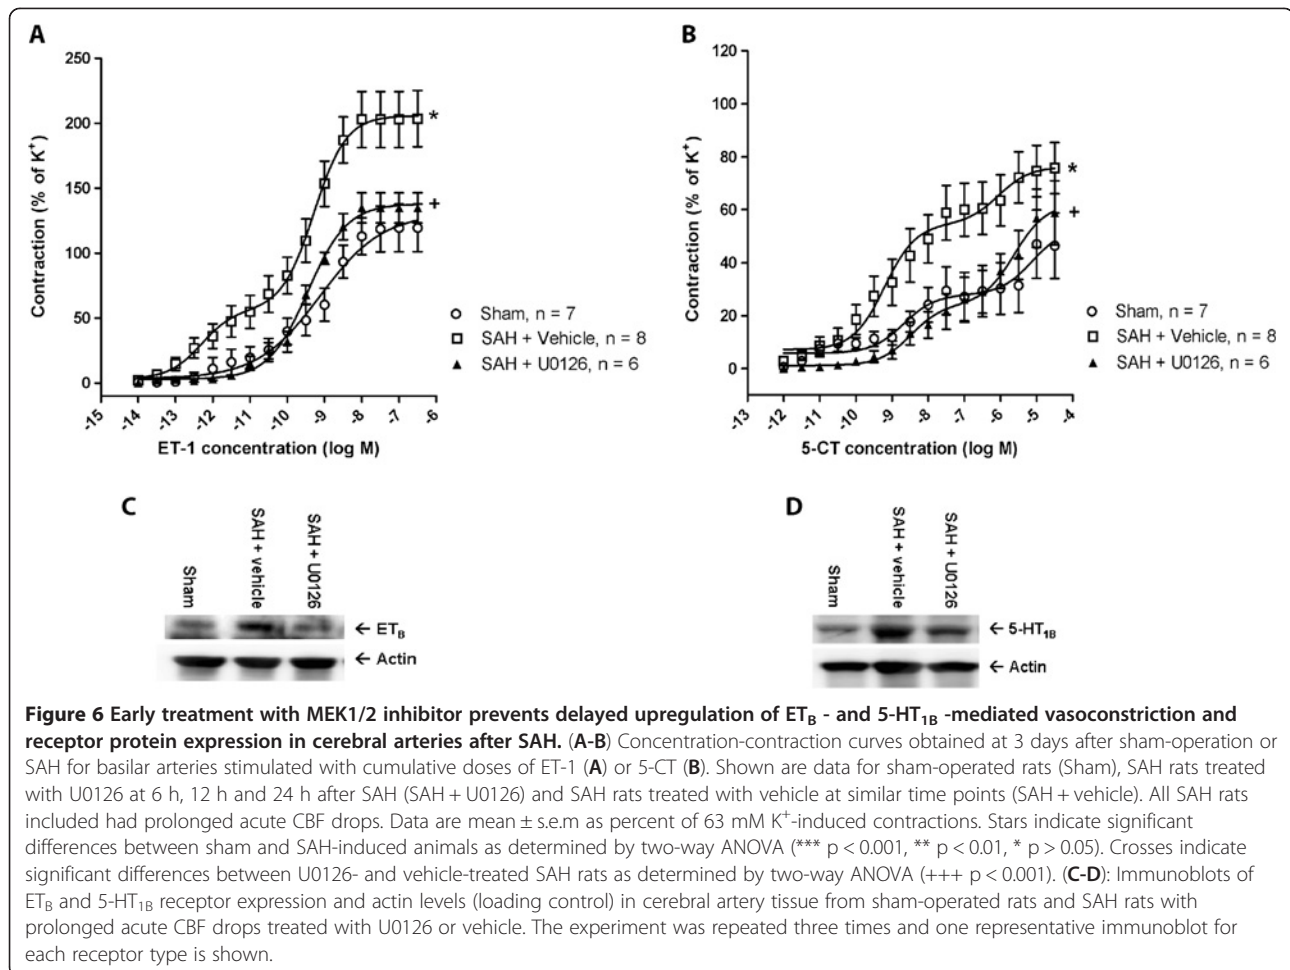 A
250
200
150
100
50
0
Contraction (% of K+)
*
+
Sham, n = 7
SAH + Vehicle, n = 8
SAH + U0126, n = 6
-15
-14
-13
-12
-11
-10
-9
-8
-7
-6
ET-1 concentration (log M)
B
120
100
80
60
40
20
0
Contraction (% of K+)
*
+
Sham, n = 7
SAH + Vehicle, n = 8
SAH + U0126, n = 6
-13
-12
-11
-10
-9
-8
-7
-6
-5
-4
5-CT concentration (log M)
C
Sham
SAH + vehicle
SAH + U0126
← ETB
← Actin
D
Sham
SAH + vehicle
SAH + U0126
← 5-HT1B
← Actin
Figure 6 Early treatment with MEK1/2 inhibitor prevents delayed upregulation of ETB - and 5-HT1B -mediated vasoconstriction and
receptor protein expression in cerebral arteries after SAH. (A-B) Concentration-contraction curves obtained at 3 days after sham-operation or
SAH for basilar arteries stimulated with cumulative doses of ET-1 (A) or 5-CT (B). Shown are data for sham-operated rats (Sham), SAH rats treated
with U0126 at 6 h, 12 h and 24 h after SAH (SAH + U0126) and SAH rats treated with vehicle at similar time points (SAH + vehicle). All SAH rats
included had prolonged acute CBF drops. Data are mean ± s.e.m as percent of 63 mM K+-induced contractions. Stars indicate significant
differences between sham and SAH-induced animals as determined by two-way ANOVA (*** p < 0.001, ** p < 0.01, * p > 0.05). Crosses indicate
significant differences between U0126- and vehicle-treated SAH rats as determined by two-way ANOVA (+++ p < 0.001). (C-D): Immunoblots of
ETB and 5-HT1B receptor expression and actin levels (loading control) in cerebral artery tissue from sham-operated rats and SAH rats with
prolonged acute CBF drops treated with U0126 or vehicle. The experiment was repeated three times and one representative immunoblot for
each receptor type is shown.